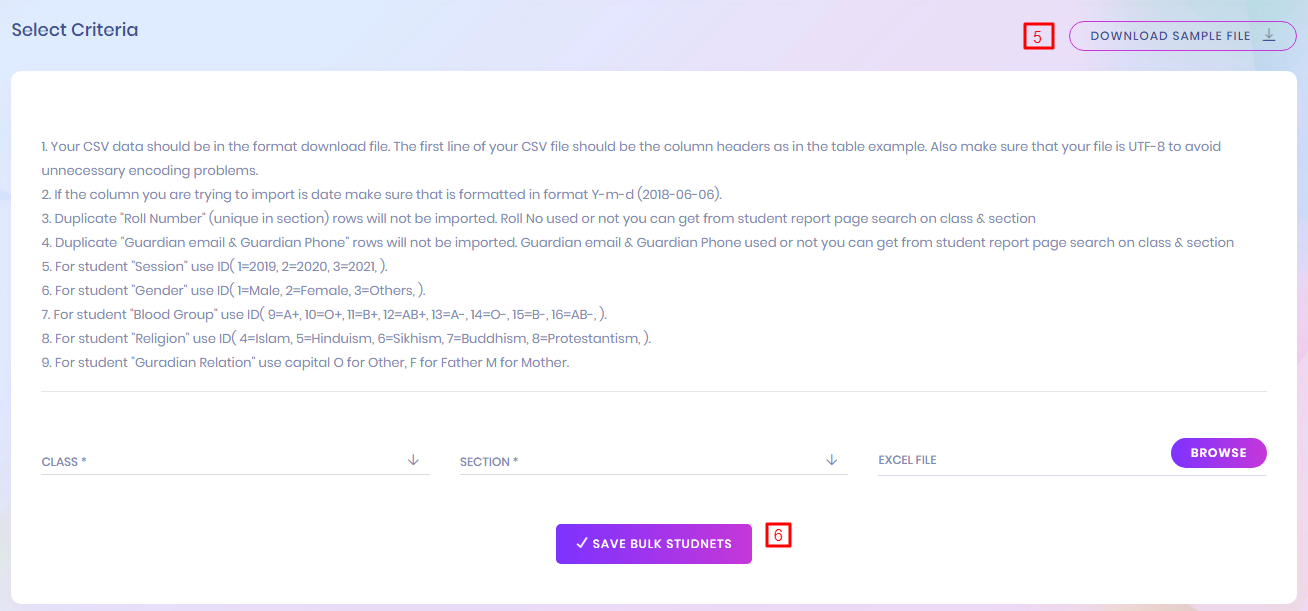 Select Criteria
5
DOWNLOAD SAMPLE FILE
1. Your CSV data should be in the format download file. The first line of your CSV file should be the column headers as in the table example. Also make sure that your file is UTF-8 to avoid
unnecessary encoding problems.
2. If the column you are trying to import is date make sure that is formatted in format Y-m-d (2018-06-06).
3. Duplicate "Roll Number" (unique in section) rows will not be imported. Roll No used or not you can get from student report page search on class & section
4. Duplicate "Guardian email & Guardian Phone" rows will not be imported. Guardian email & Guardian Phone used or not you can get from student report page search on class & section
5. For student "Session" use ID( 1=2019, 2=2020, 3=2021, ).
6. For student "Gender" use ID( 1=Male, 2=Female, 3=Others, ).
7. For student "Blood Group" use ID( 9=A+, 10=O+, 11=B+, 12=AB+, 13=A-, 14=O-, 15=B-, 16=AB-, ).
8. For student "Religion" use ID( 4=Islam, 5=Hinduism, 6=Sikhism, 7=Buddhism, 8=Protestantism, ).
9. For student "Guradian Relation" use capital O for Other, F for Father M for Mother.
CLASS *
SECTION *
EXCEL FILE
BROWSE
SAVE BULK STUDNETS
6